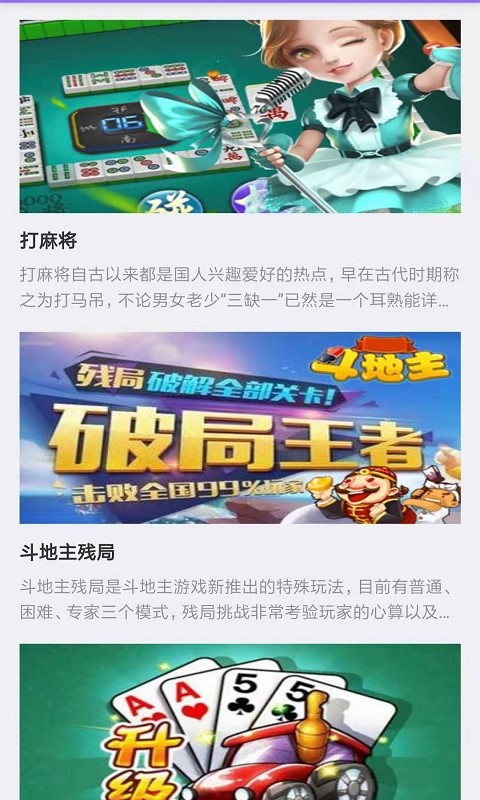 碰
打麻将
打麻将自古以来都是国人兴趣爱好的热点，早在古代时期称
之为打马吊，不论男女老少“三缺一”已然是一个耳熟能详...
斗地主
残局破解全部关卡！
破局王者
击败全国99%玩家
斗地主残局
斗地主残局是斗地主游戏新推出的特殊玩法，目前有普通、
困难、专家三个模式，残局挑战非常考验玩家的心算以及...
A A 5 5
升级